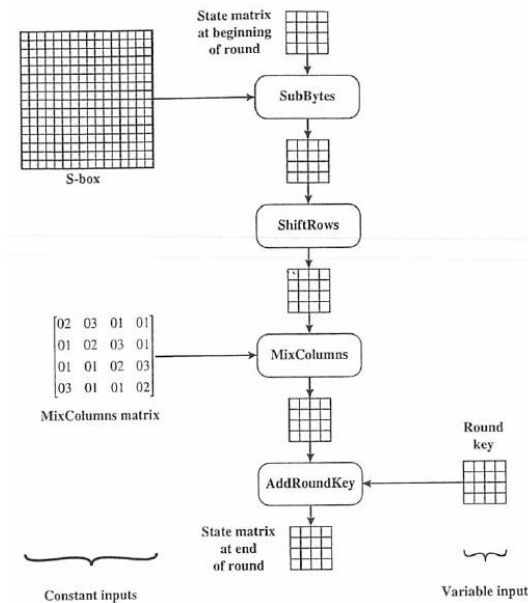 State matrix
at beginning
of round
SubBytes
S-box
ShiftRows
02 03 01 01
01 02 03 01
01 01 02 03
03 01 01 02
MixColumns
MixColumns matrix
Round
key
AddRoundKey
State matrix
at end
of round
Constant inputs
Variable input